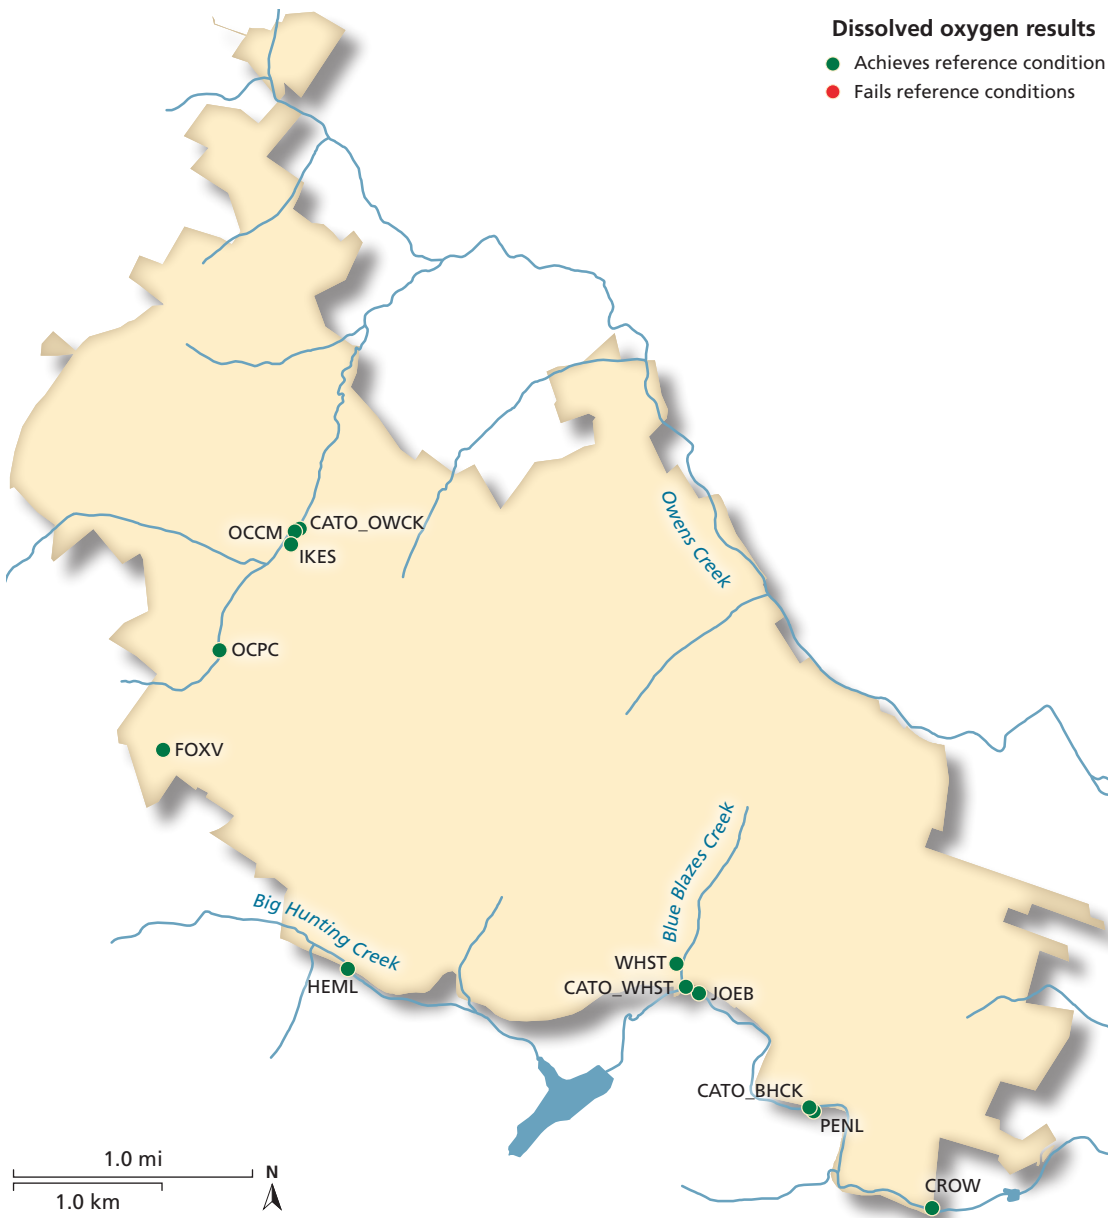 Dissolved oxygen results
Achieves reference condition
Fails reference conditions
Owens Creek
CATO_OWCK
OCCM
IKES
OCPC
FOXV
Blue Blazes Creek
Big Hunting Creek
WHST
HEML
CATO_WHST
JOEB
CATO_BHCK
PENL
1.0 mi
N
CROW
1.0 km